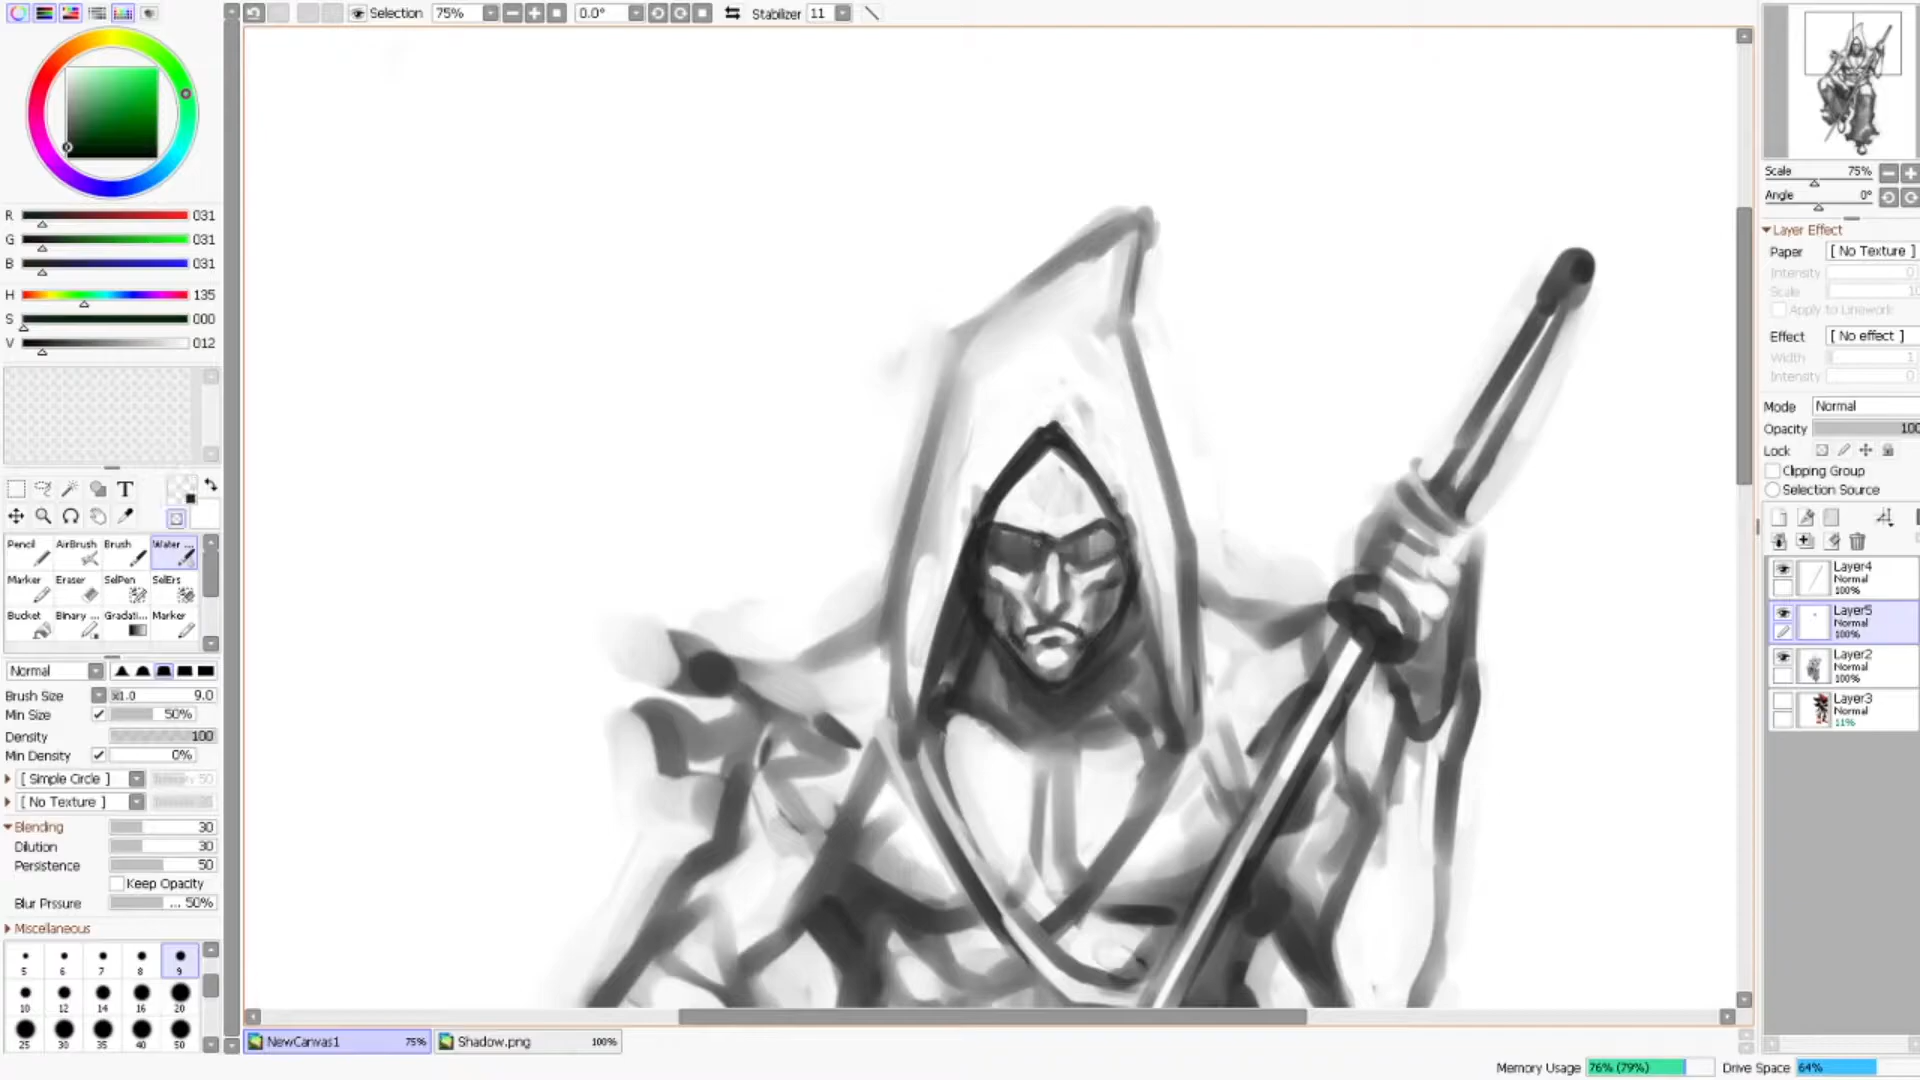 Selection 75% 0.0° Stabilizer 11
R 031
G 031
B 031
H 135
S 000
V 012
T
Pencil AirBrush Brush Water ...
Marker Eraser SelPen SelErs
Bucket Binary ... Gradati... Marker
Normal
Brush Size x1.0 9.0
Min Size 50%
Density 100
Min Density 0%
[ Simple Circle ] 50
[ No Texture ]
Blending 30
Dilution 30
Persistence 50
Keep Opacity
Blur Prssure ... 50%
Miscellaneous
5 6 7 8 9
10 12 14 16 20
25 30 35 40 50
NewCanvas1 75% Shadow.png 100%
Scale 75%
Angle 0°
Layer Effect
Paper [ No Texture ]
Intensity 0
Scale 10
Apply to Linework
Effect [ No effect ]
Width 1
Intensity 0
Mode Normal
Opacity 100
Lock
Clipping Group
Selection Source
Layer4
Normal
100%
Layer5
Normal
100%
Layer2
Normal
100%
Layer3
Normal
11%
Memory Usage 76% (79%) Drive Space 64%